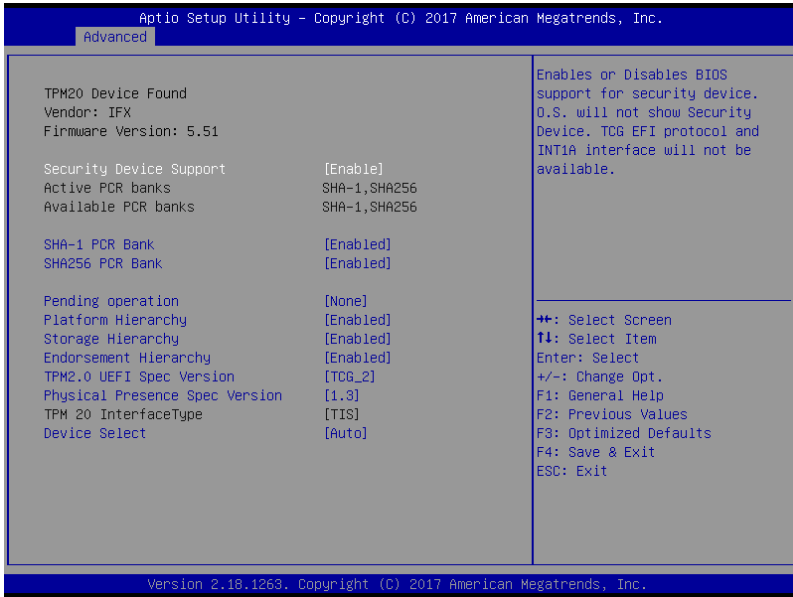 Aptio Setup Utility – Copyright (C) 2017 American Megatrends, Inc.
Advanced
TPM20 Device Found
Vendor: IFX
Firmware Version: 5.51
Security Device Support [Enable]
Active PCR banks SHA-1,SHA256
Available PCR banks SHA-1,SHA256
SHA-1 PCR Bank [Enabled]
SHA256 PCR Bank [Enabled]
Pending operation [None]
Platform Hierarchy [Enabled]
Storage Hierarchy [Enabled]
Endorsement Hierarchy [Enabled]
TPM2.0 UEFI Spec Version [TCG_2]
Physical Presence Spec Version [1.3]
TPM 20 InterfaceType [TIS]
Device Select [Auto]
Enables or Disables BIOS
support for security device.
O.S. will not show Security
Device. TCG EFI protocol and
INT1A interface will not be
available.
→←: Select Screen
↑↓: Select Item
Enter: Select
+/-: Change Opt.
F1: General Help
F2: Previous Values
F3: Optimized Defaults
F4: Save & Exit
ESC: Exit
Version 2.18.1263. Copyright (C) 2017 American Megatrends, Inc.